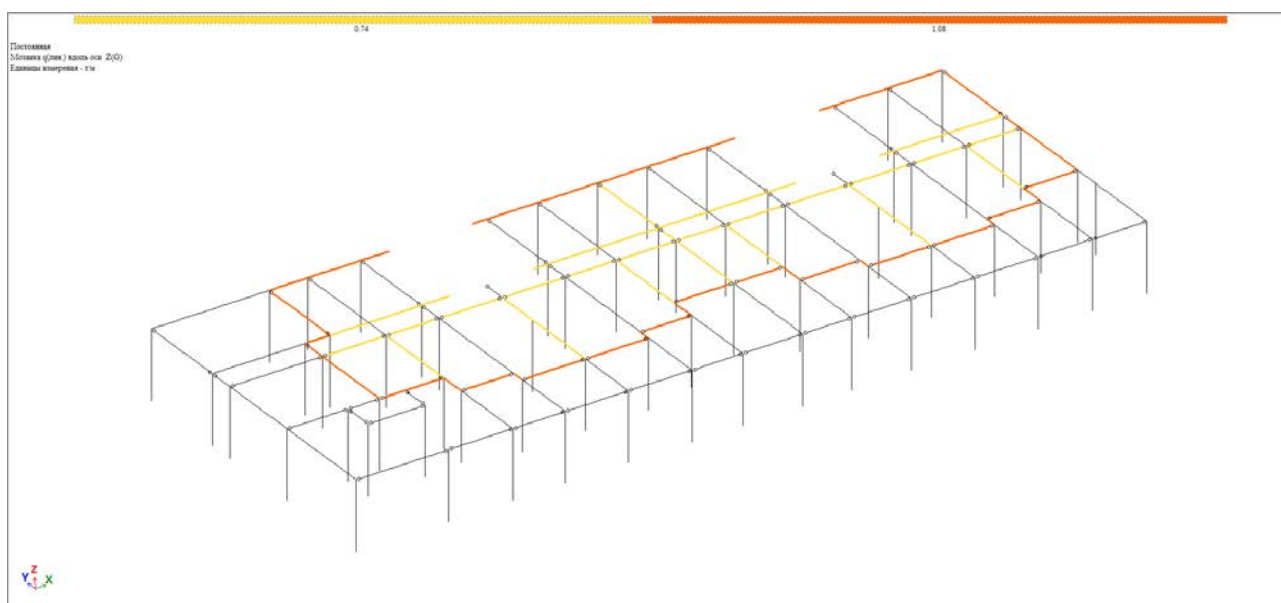 0.74 1.08
Постоянная
Мозаика q(лин.) вдоль оси Z(G)
Единицы измерения - т/м
Z
Y X